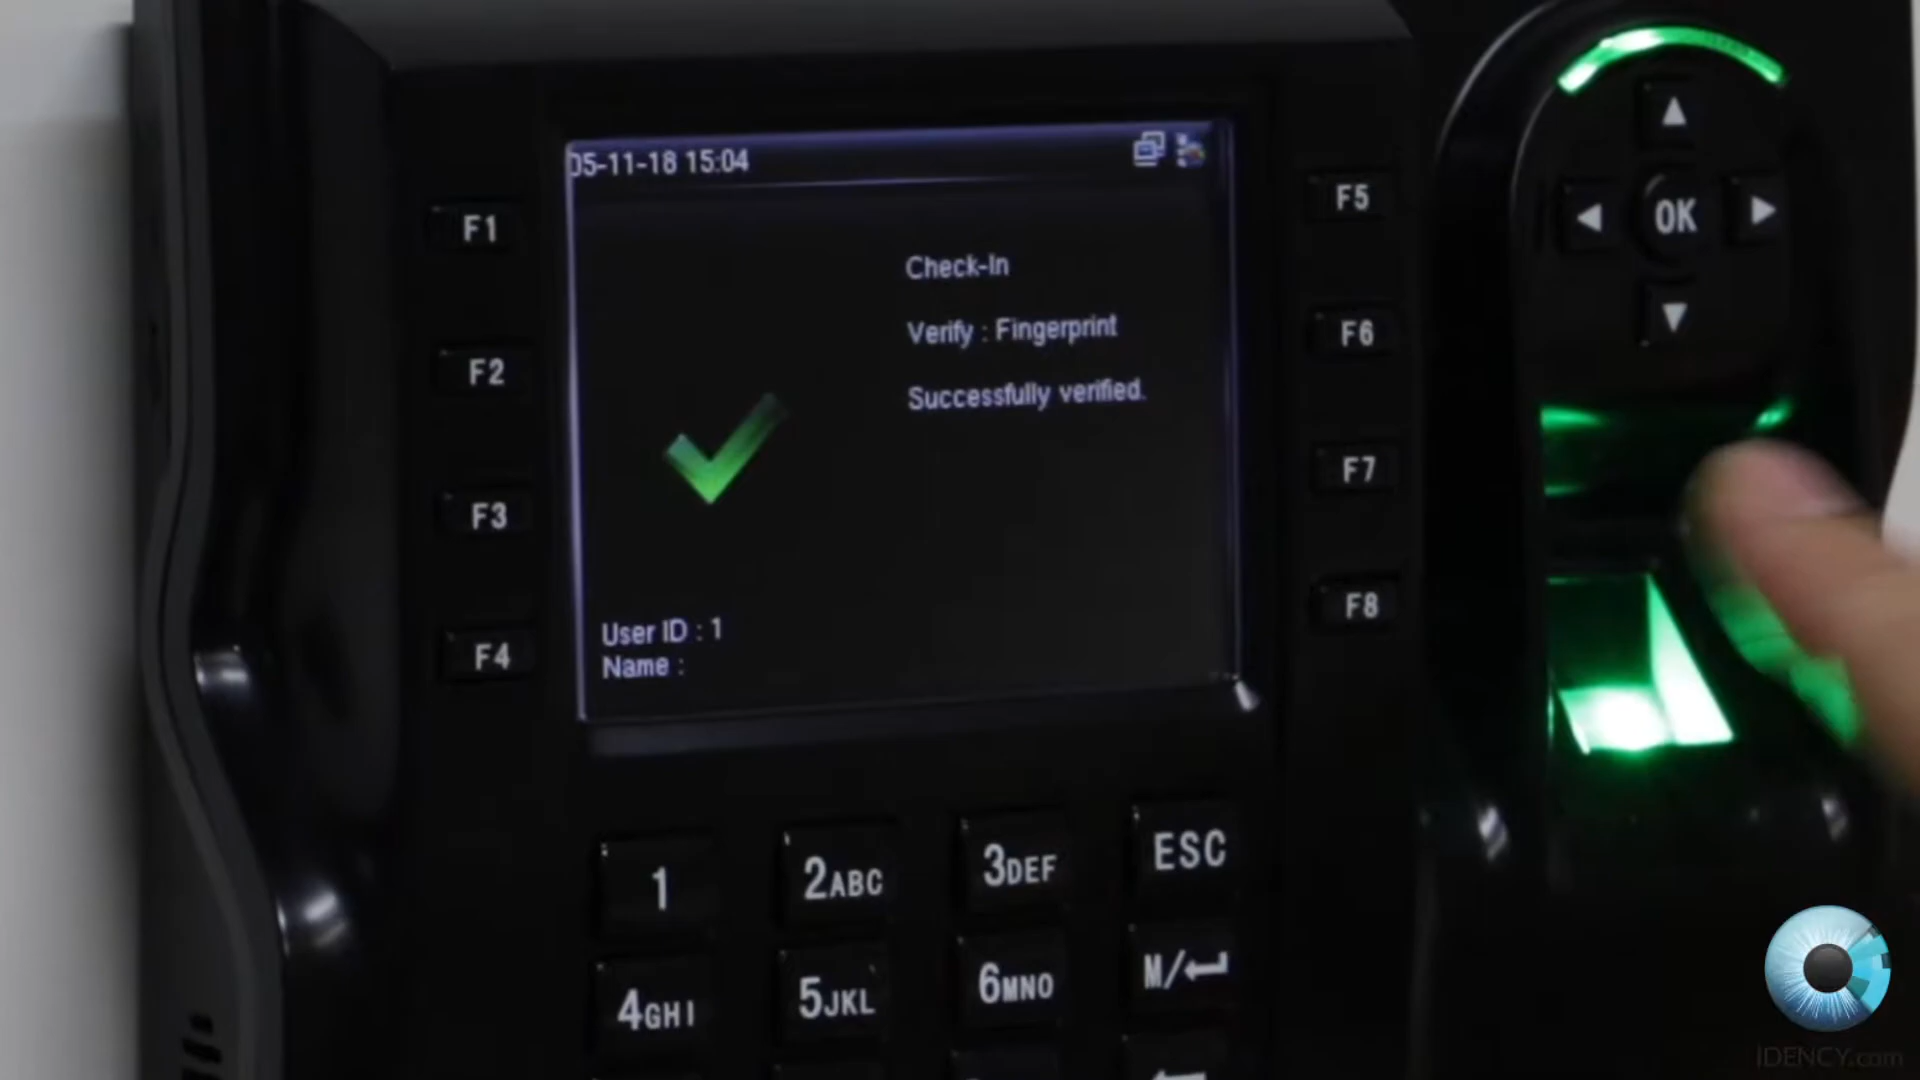 05-11-18 15:04
Check-In
Verify : Fingerprint
Successfully verified.
User ID : 1
Name :
F1
F2
F3
F4
F5
F6
F7
F8
OK
1
2ABC
3DEF
ESC
4GHI
5JKL
6MNO
M/
IDENCY.com